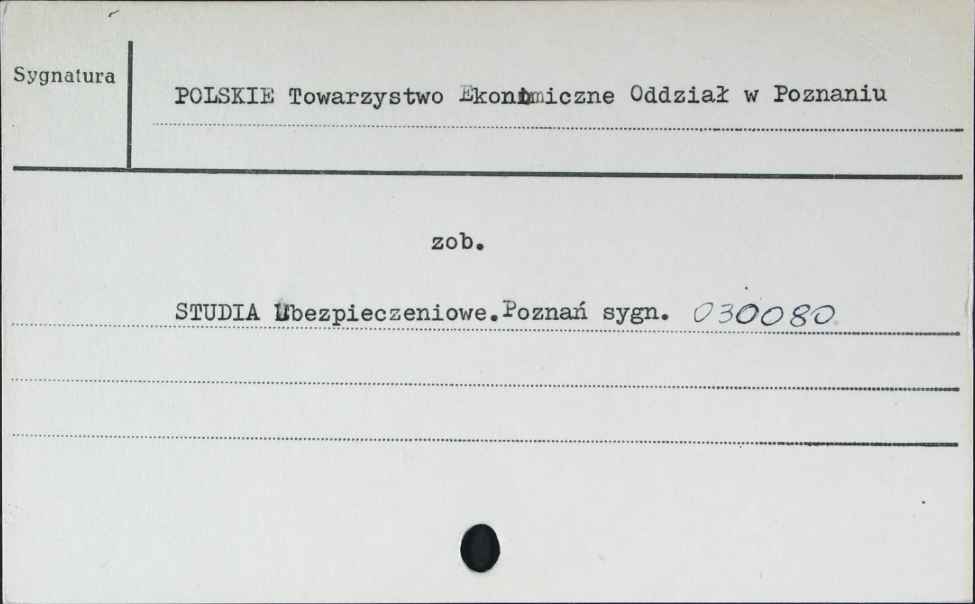 Sygnatura
POLSKIE Towarzystwo Ekonomiczne Oddział w Poznaniu
zob.
STUDIA Ubezpieczeniowe.Poznań sygn. 030080